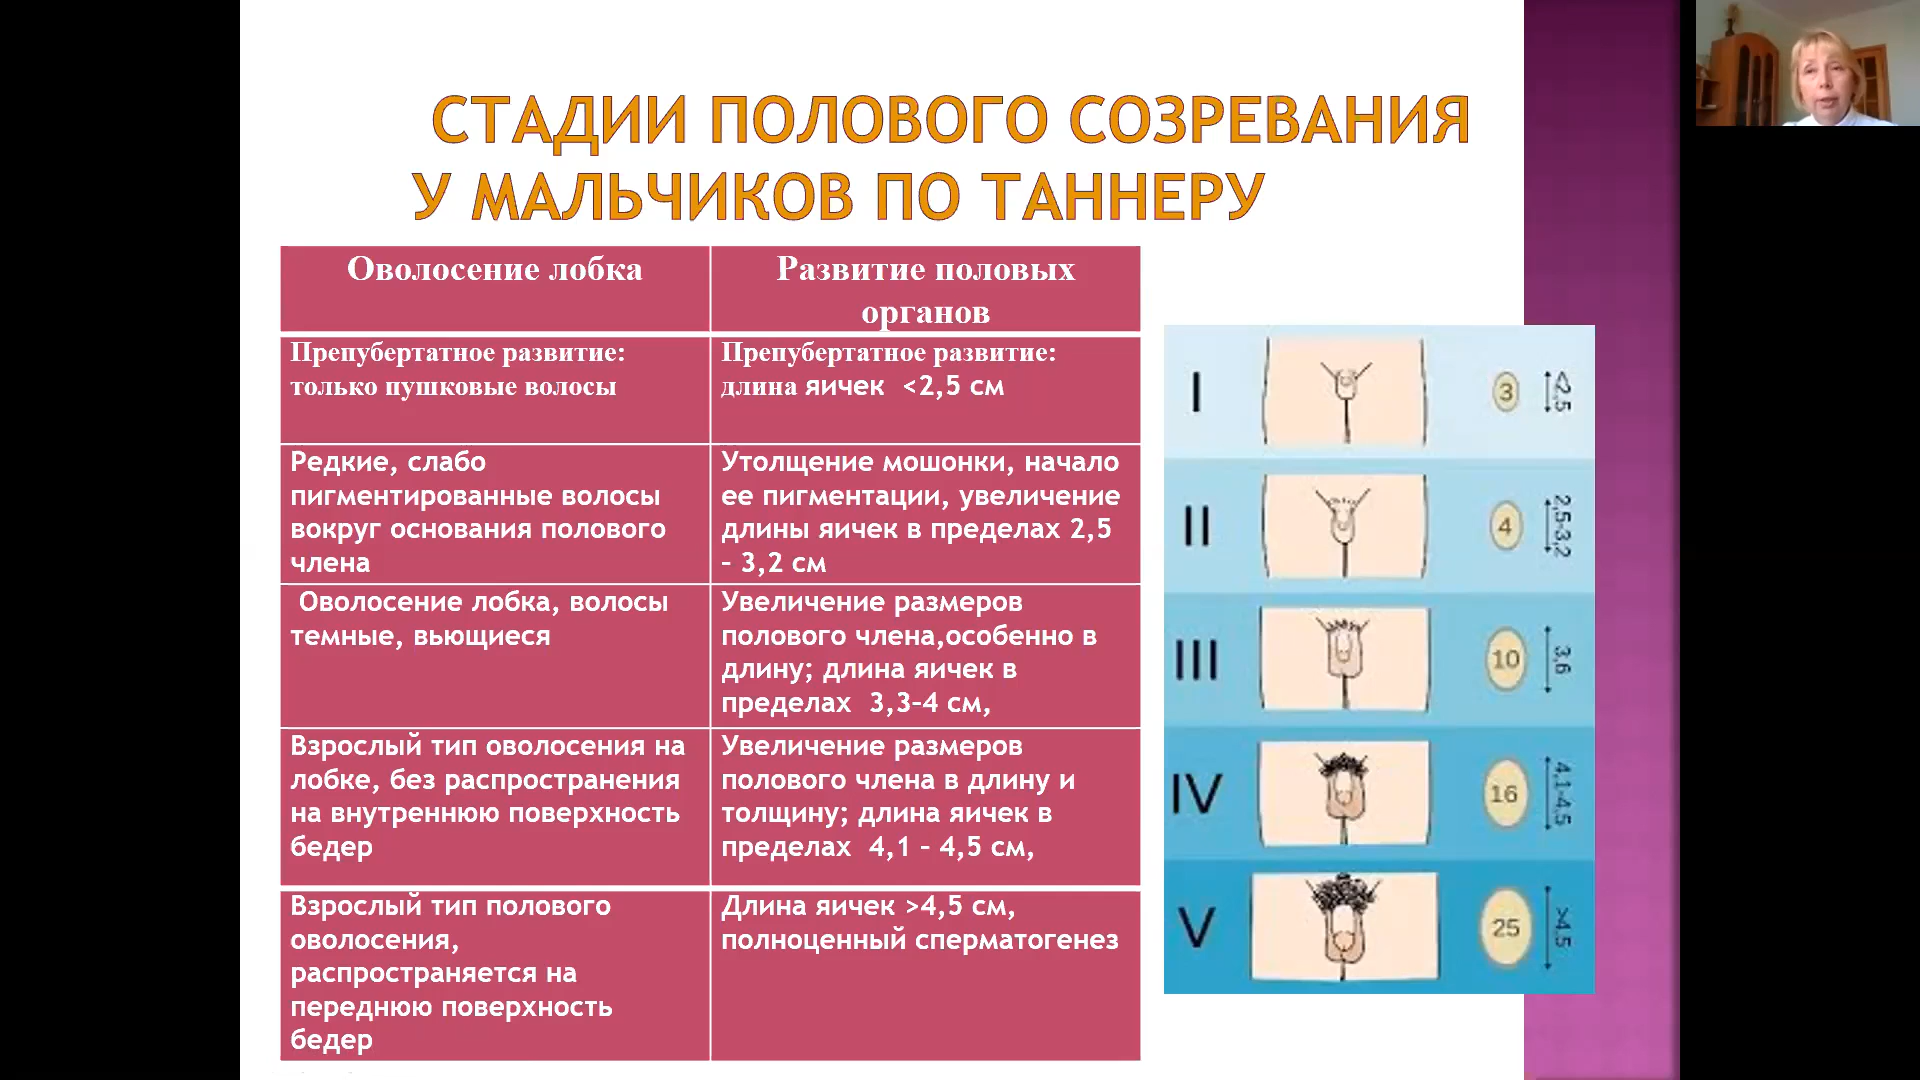 СТАДИИ ПОЛОВОГО СОЗРЕВАНИЯ
У МАЛЬЧИКОВ ПО ТАННЕРУ
Оволосение лобка
Развитие половых
органов
Препубертатное развитие:
только пушковые волосы
Препубертатное развитие:
длина яичек <2,5 см
Редкие, слабо
пигментированные волосы
вокруг основания полового
члена
Утолщение мошонки, начало
ее пигментации, увеличение
длины яичек в пределах 2,5
– 3,2 см
Оволосение лобка, волосы
темные, вьющиеся
Увеличение размеров
полового члена,особенно в
длину; длина яичек в
пределах 3,3–4 см,
Взрослый тип оволосения на
лобке, без распространения
на внутреннюю поверхность
бедер
Увеличение размеров
полового члена в длину и
толщину; длина яичек в
пределах 4,1 – 4,5 см,
Взрослый тип полового
оволосения,
распространяется на
переднюю поверхность
бедер
Длина яичек >4,5 см,
полноценный сперматогенез
I
3
<2,5
II
4
2,5-3,2
III
10
3,6
IV
16
4,1-4,5
V
25
>4,5